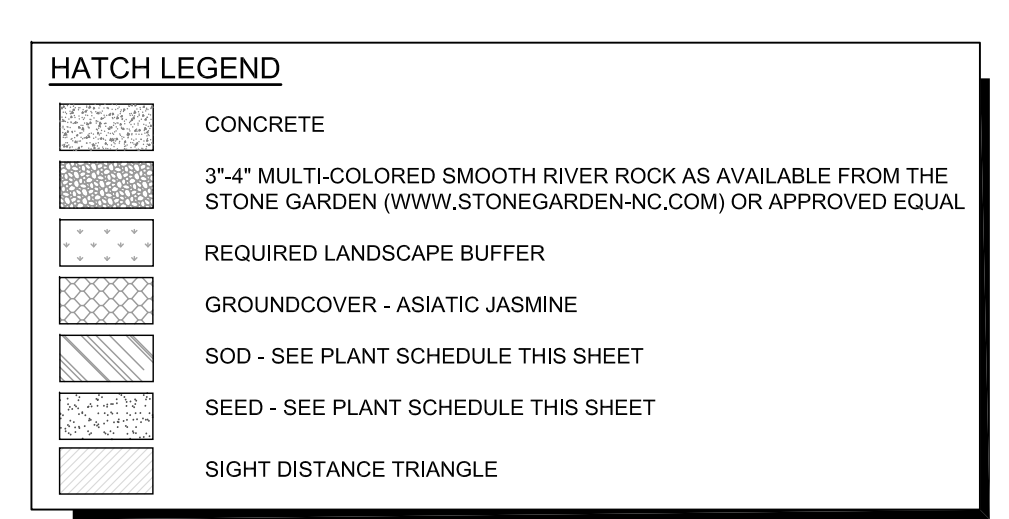 HATCH LEGEND
CONCRETE
3"-4" MULTI-COLORED SMOOTH RIVER ROCK AS AVAILABLE FROM THE
STONE GARDEN (WWW.STONEGARDEN-NC.COM) OR APPROVED EQUAL
REQUIRED LANDSCAPE BUFFER
GROUNDCOVER - ASIATIC JASMINE
SOD - SEE PLANT SCHEDULE THIS SHEET
SEED - SEE PLANT SCHEDULE THIS SHEET
SIGHT DISTANCE TRIANGLE